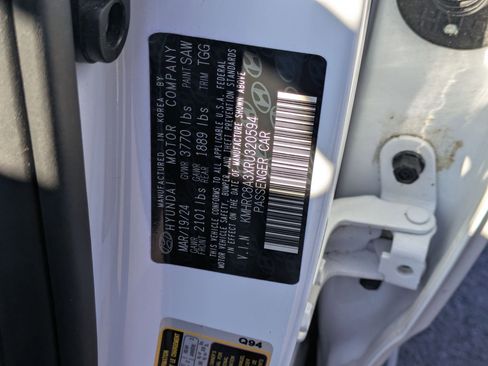 MANUFACTURED IN KOREA BY
HYUNDAI MOTOR COMPANY
MAR/19/24 GVWR 3770 lbs PAINT SAW
GAWR FRONT 2101 lbs GAWR REAR 1889 lbs TRIM TGG
THIS VEHICLE CONFORMS TO ALL APPLICABLE U.S.A. FEDERAL
MOTOR VEHICLE SAFETY, BUMPER, AND THEFT PREVENTION STANDARDS
IN EFFECT ON THE DATE OF MANUFACTURE SHOWN ABOVE.
V.I.N KMHRC8A3XRU320594
PASSENGER CAR
Q94